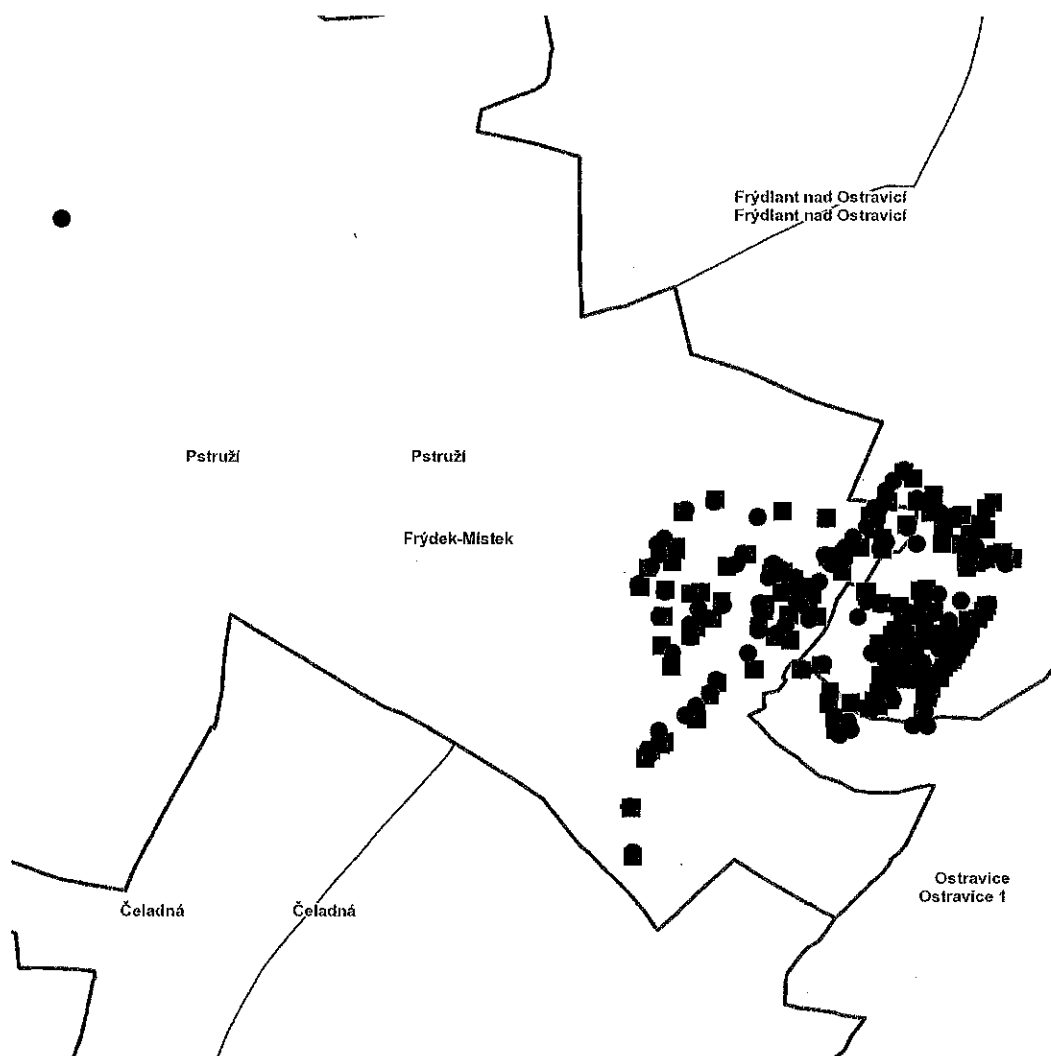 Frýdlant nad Ostravicí
Frýdlant nad Ostravicí
Pstruží
Pstruží
Frýdek-Místek
Ostravice
Ostravice 1
Čeladná
Čeladná